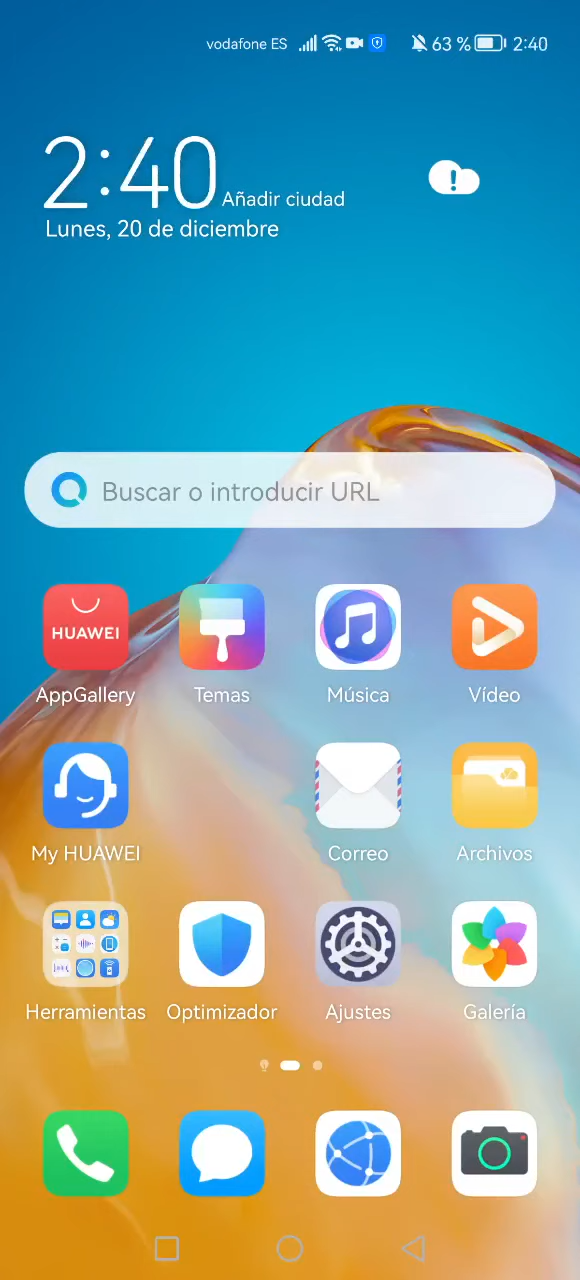 vodafone ES 63 % 2:40
2:40 Añadir ciudad
Lunes, 20 de diciembre
Buscar o introducir URL
HUAWEI
AppGallery Temas Música Vídeo
My HUAWEI Correo Archivos
Herramientas Optimizador Ajustes Galería